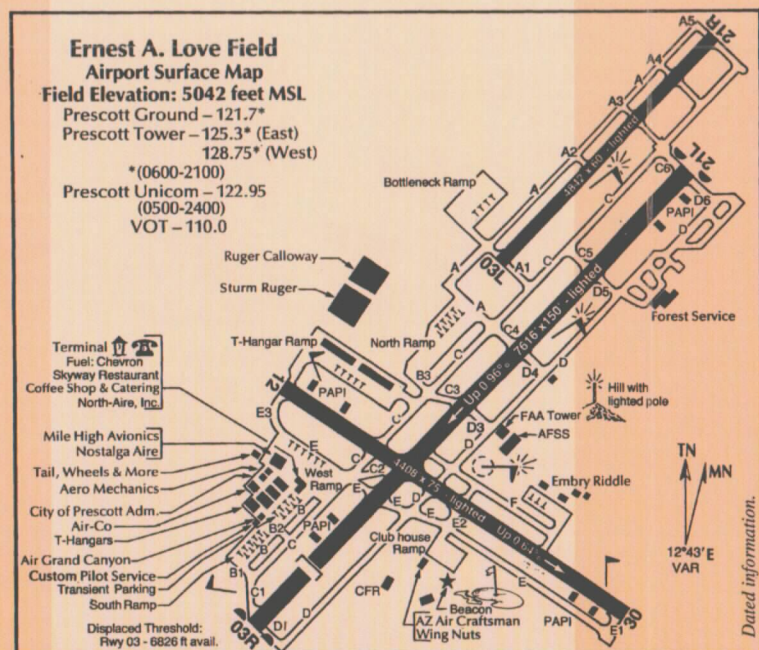 Ernest A. Love Field
Airport Surface Map
Field Elevation: 5042 feet MSL
Prescott Ground – 121.7*
Prescott Tower – 125.3* (East)
128.75* (West)
*(0600-2100)
Prescott Unicom – 122.95
(0500-2400)
VOT – 110.0
A5
21R
A4
A
A3
A2
4842 x 60 - lighted
A
Bottleneck Ramp
C6
21L
PAPI
D6
D
C
03L
A1
C
C5
D5
Forest Service
Ruger Calloway
Sturm Ruger
A
A
C4
Up 0.96% 7616 x 150 - lighted
North Ramp
T-Hangar Ramp
B3
C
C3
D4
D
Hill with
lighted pole
Terminal
Fuel: Chevron
Skyway Restaurant
Coffee Shop & Catering
North-Aire, Inc.
12
PAPI
E3
C
D3
D
FAA Tower
AFSS
Mile High Avionics
Nostalga Aire
E
C
C2
4408 x 75 - lighted
Up 0.64%
Tail, Wheels & More
Aero Mechanics
City of Prescott Adm.
Air-Co
T-Hangars
West
Ramp
E
E
D
E
E
E2
F
Embry Riddle
TN
MN
12°43' E
VAR
B
B2
PAPI
B
C
Club house
Ramp
E
Air Grand Canyon
Custom Pilot Service
Transient Parking
South Ramp
B1
C1
CFR
Beacon
AZ Air Craftsman
Wing Nuts
PAPI
E1
30
D
D1
03R
Displaced Threshold:
Rwy 03 - 6826 ft avail.
Dated information.